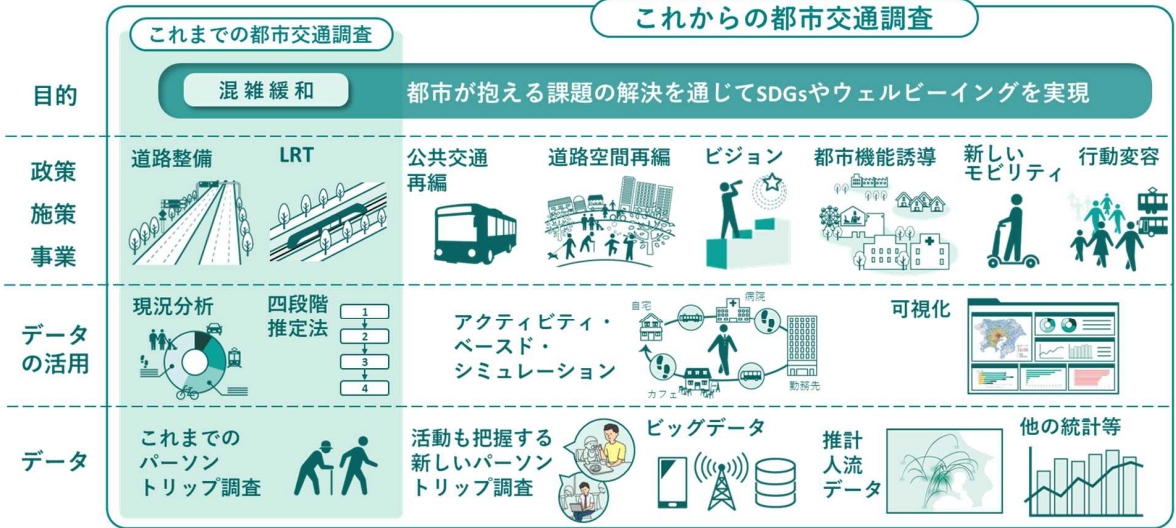 これからの都市交通調査
これまでの都市交通調査
目的
混雑緩和
都市が抱える課題の解決を通じてSDGsやウェルビーイングを実現
政策
施策
事業
道路整備
LRT
公共交通
再編
道路空間再編
ビジョン
都市機能誘導
新しい
モビリティ
行動変容
データ
の活用
現況分析
四段階
推定法
1
2
3
4
アクティビティ・
ベースド・
シミュレーション
自宅
病院
カフェ
勤務先
可視化
データ
これまでの
パーソン
トリップ調査
活動も把握する
新しいパーソン
トリップ調査
ビッグデータ
推計
人流
データ
他の統計等